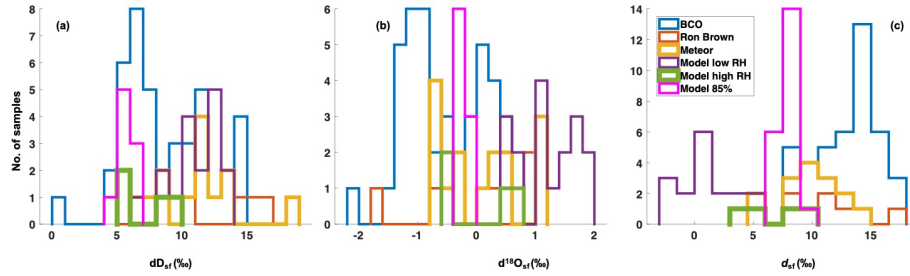 No. of samples
8
7
6
5
4
3
2
1
0
(a)
0 5 10 15
dD_sf (‰)
6
5
4
3
2
1
0
(b)
-2 -1 0 1 2
d¹⁸O_sf (‰)
14
12
10
8
6
4
2
0
BCO
Ron Brown
Meteor
Model low RH
Model high RH
Model 85%
(c)
0 5 10 15
d_sf (‰)